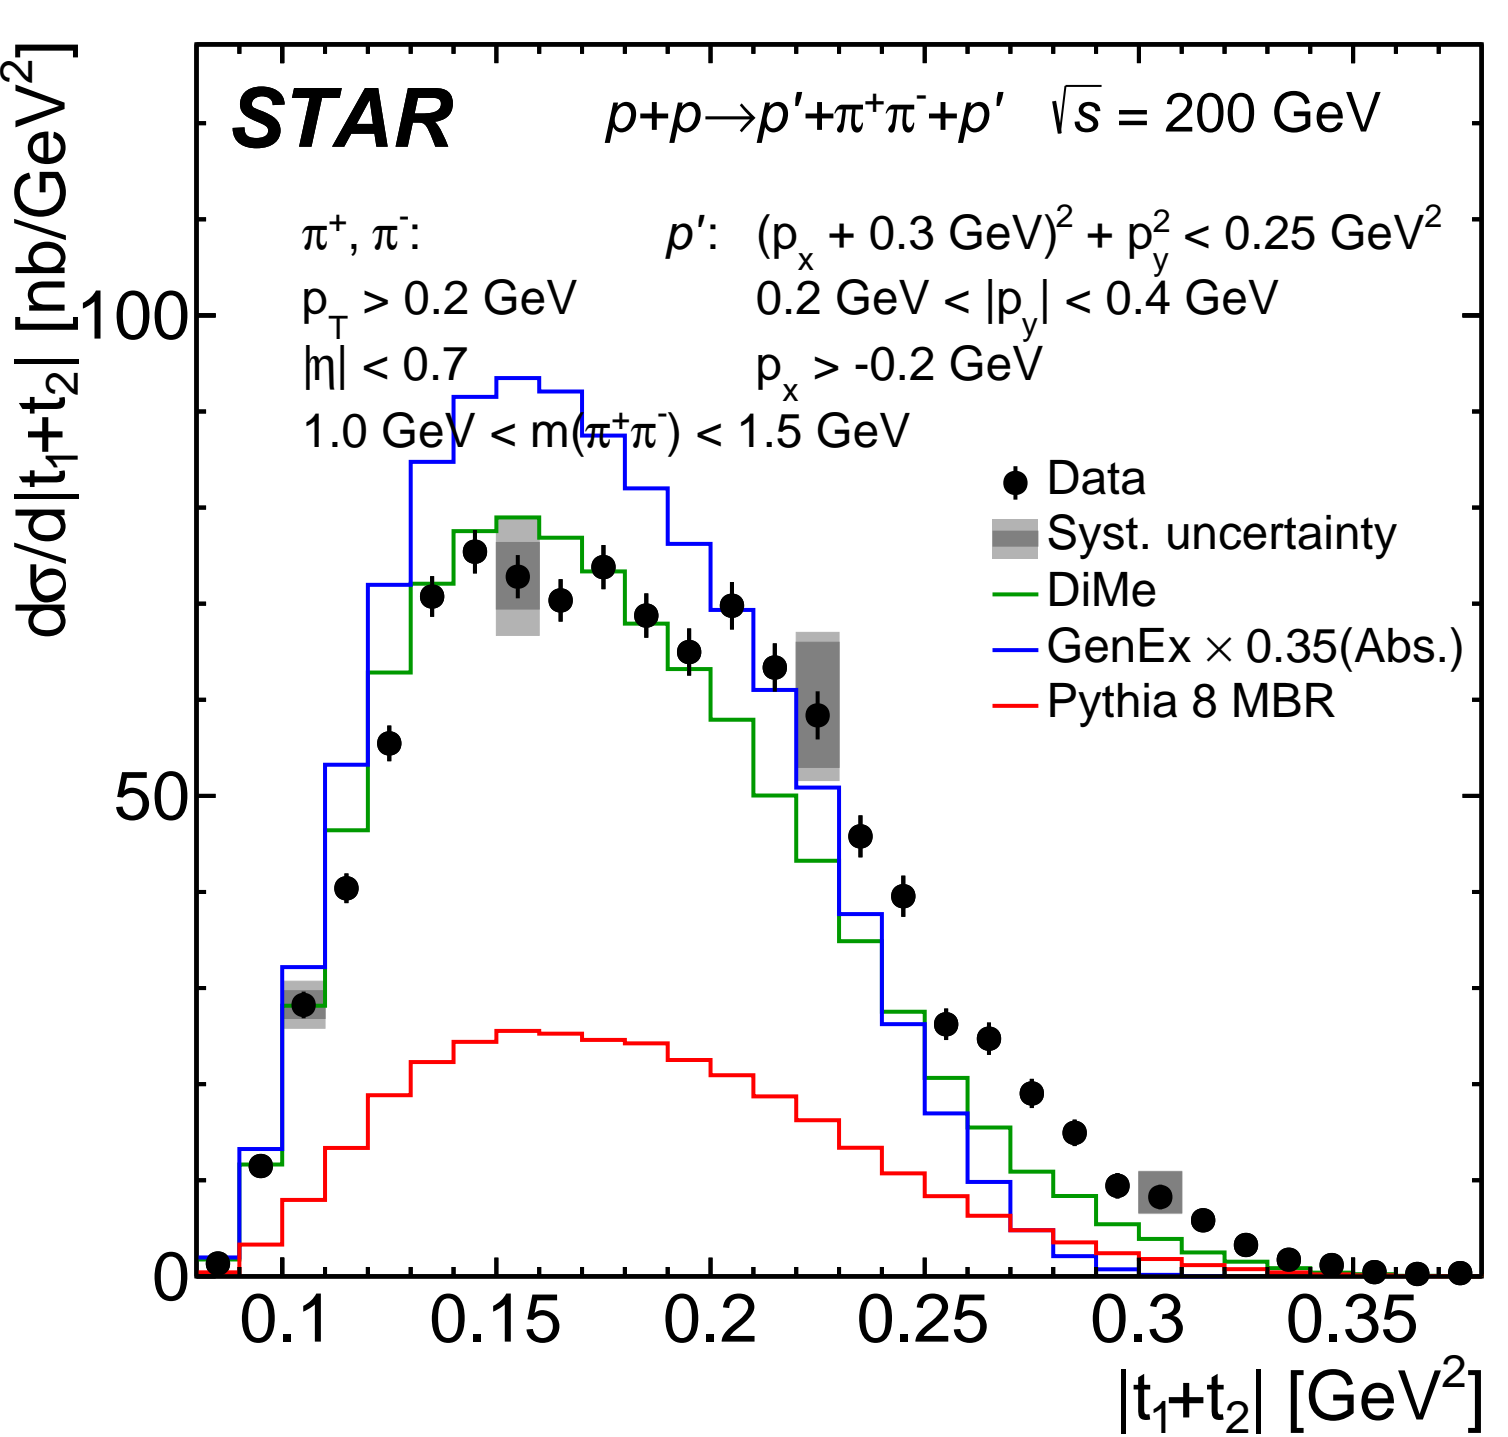 STAR p+p→p′+π⁺π⁻+p′ √s = 200 GeV
π⁺, π⁻: p′: (pₓ + 0.3 GeV)² + p_y² < 0.25 GeV²
p_T > 0.2 GeV 0.2 GeV < |p_y| < 0.4 GeV
|η| < 0.7 pₓ > -0.2 GeV
1.0 GeV < m(π⁺π⁻) < 1.5 GeV
Data
Syst. uncertainty
DiMe
GenEx × 0.35(Abs.)
Pythia 8 MBR
dσ/d|t₁+t₂| [nb/GeV²]
100
50
0
0.1 0.15 0.2 0.25 0.3 0.35
|t₁+t₂| [GeV²]